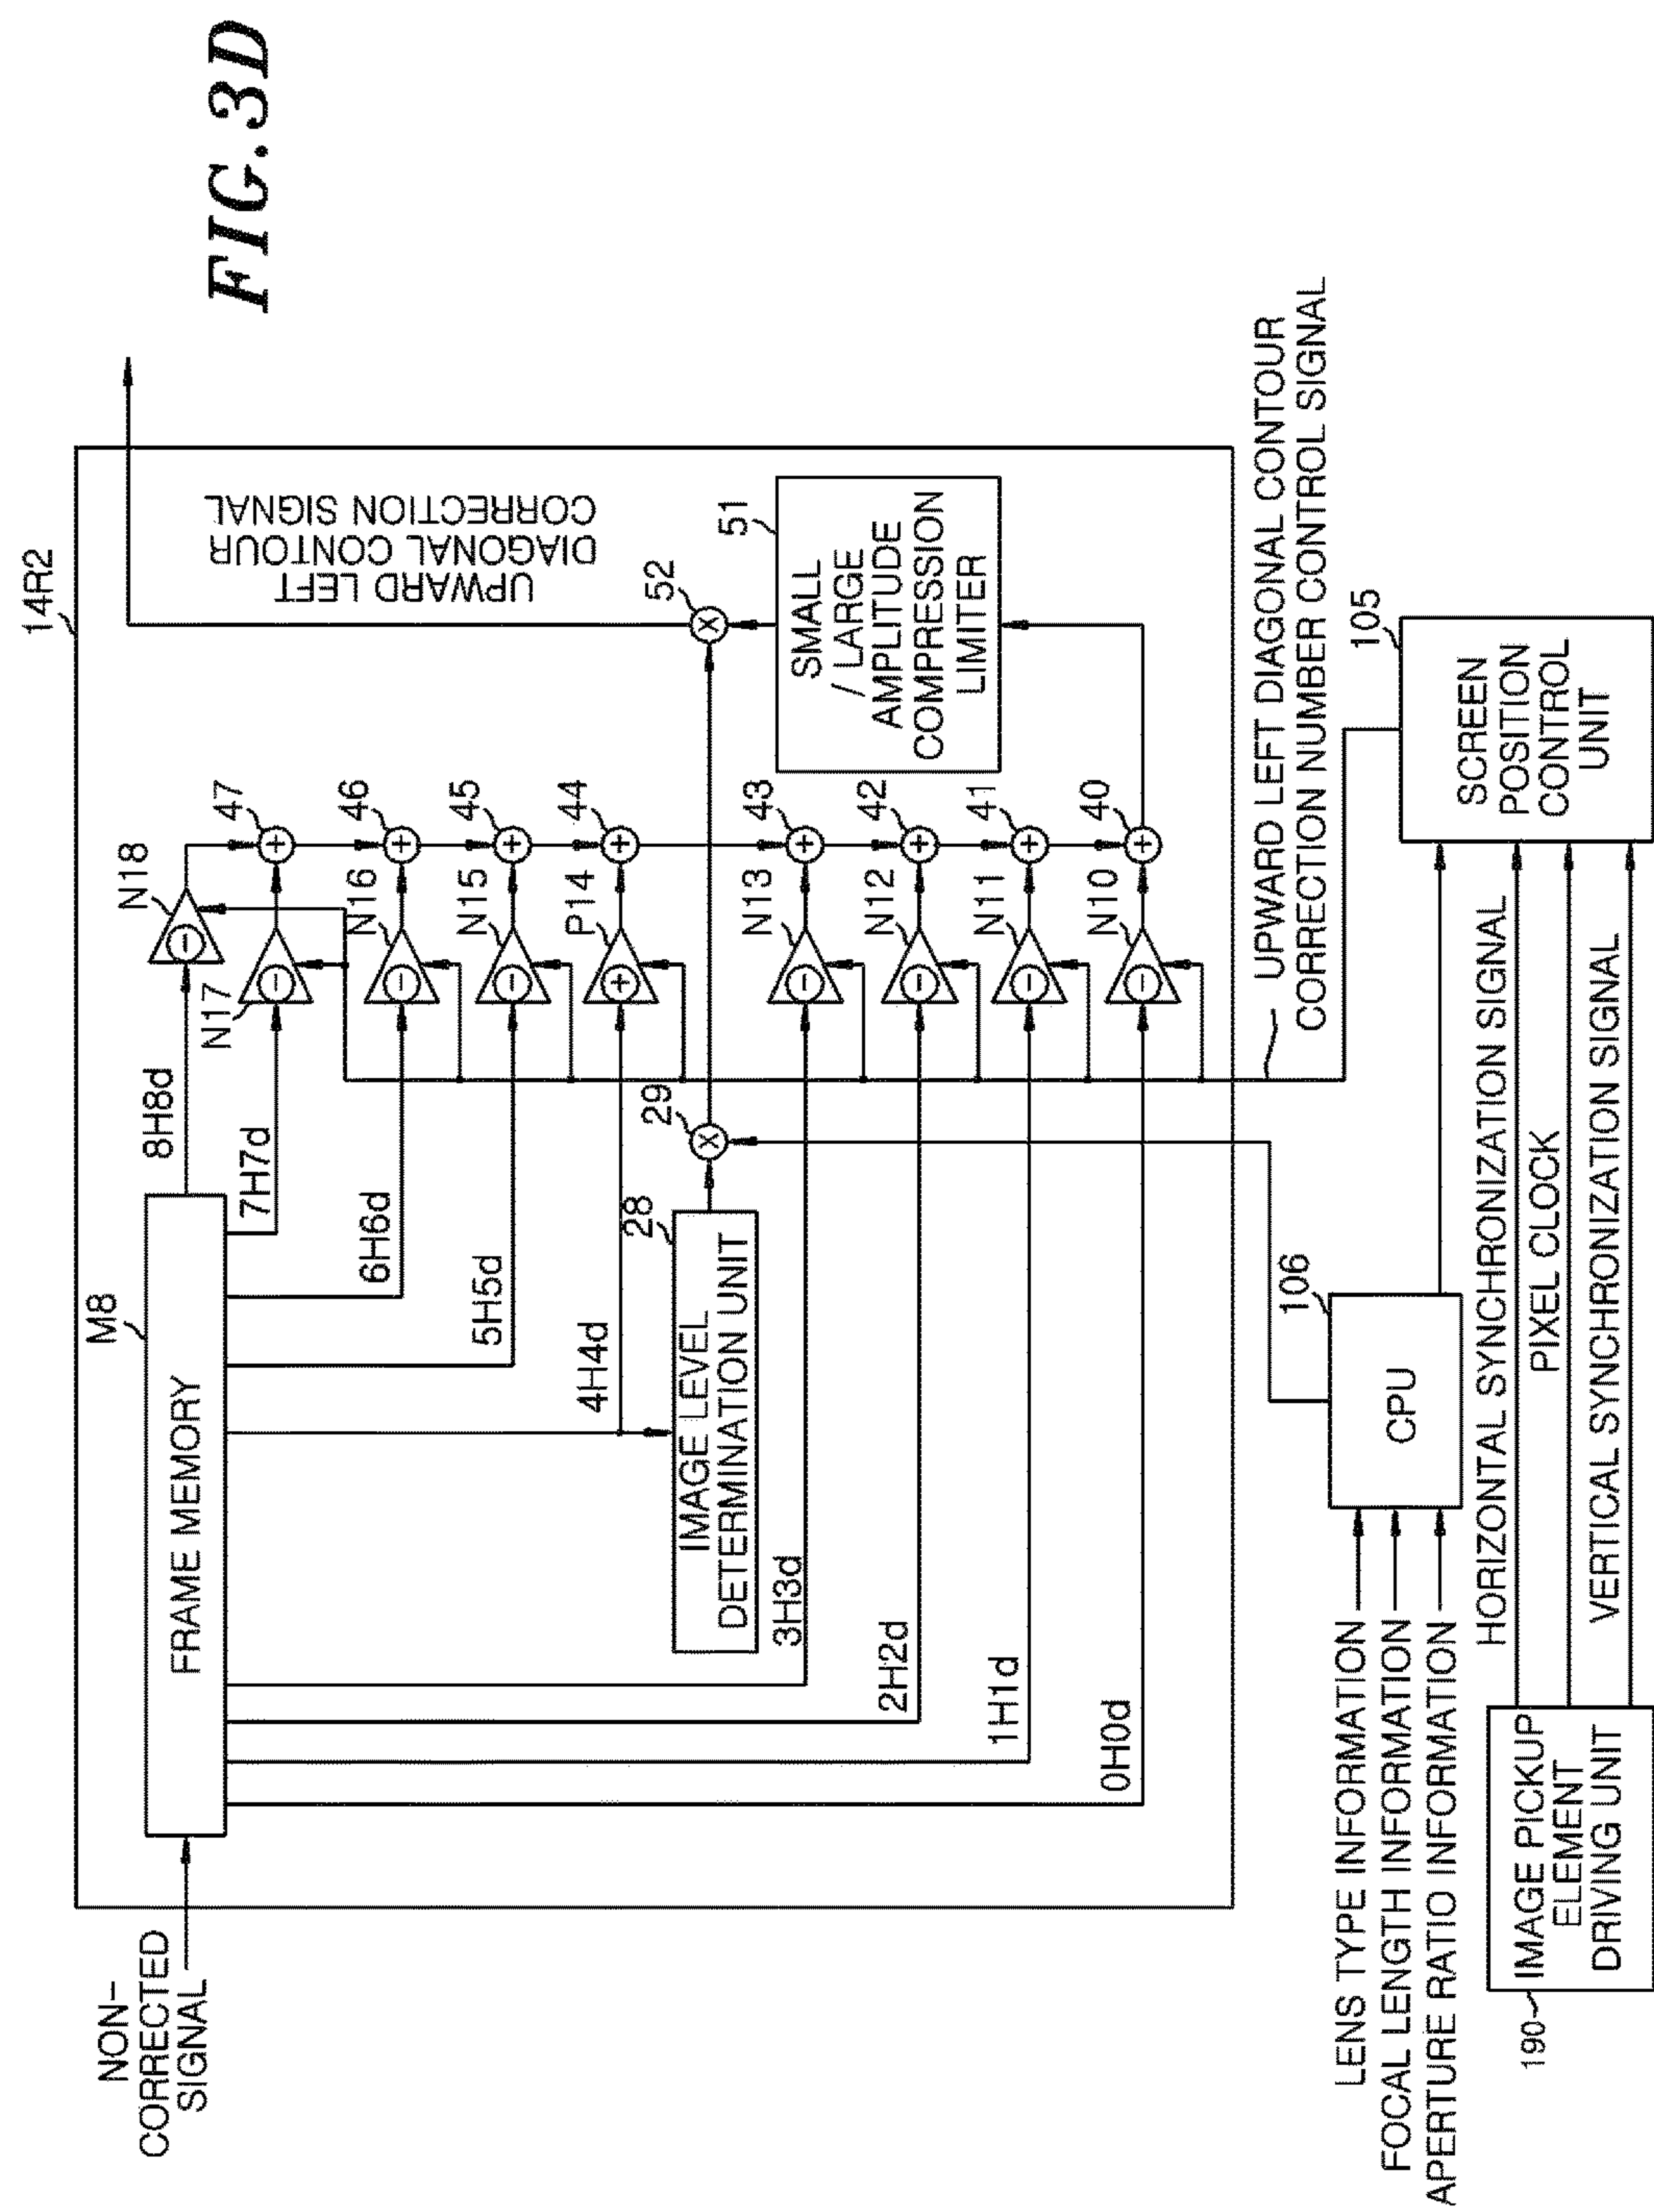 FIG.3D
14R2
NON-
CORRECTED
SIGNAL
M8
FRAME MEMORY
8H8d
N18
47
7H7d
N17
46
6H6d
N16
45
5H5d
N15
44
4H4d
P14
28
IMAGE LEVEL
DETERMINATION UNIT
29
52
UPWARD LEFT
DIAGONAL CONTOUR
CORRECTION SIGNAL
51
SMALL
/ LARGE
AMPLITUDE
COMPRESSION
LIMITER
3H3d
N13
43
2H2d
N12
42
1H1d
N11
41
0H0d
N10
40
UPWARD LEFT DIAGONAL CONTOUR
CORRECTION NUMBER CONTROL SIGNAL
LENS TYPE INFORMATION
FOCAL LENGTH INFORMATION
APERTURE RATIO INFORMATION
106
CPU
105
SCREEN
POSITION
CONTROL
UNIT
HORIZONTAL SYNCHRONIZATION SIGNAL
PIXEL CLOCK
VERTICAL SYNCHRONIZATION SIGNAL
190
IMAGE PICKUP
ELEMENT
DRIVING UNIT